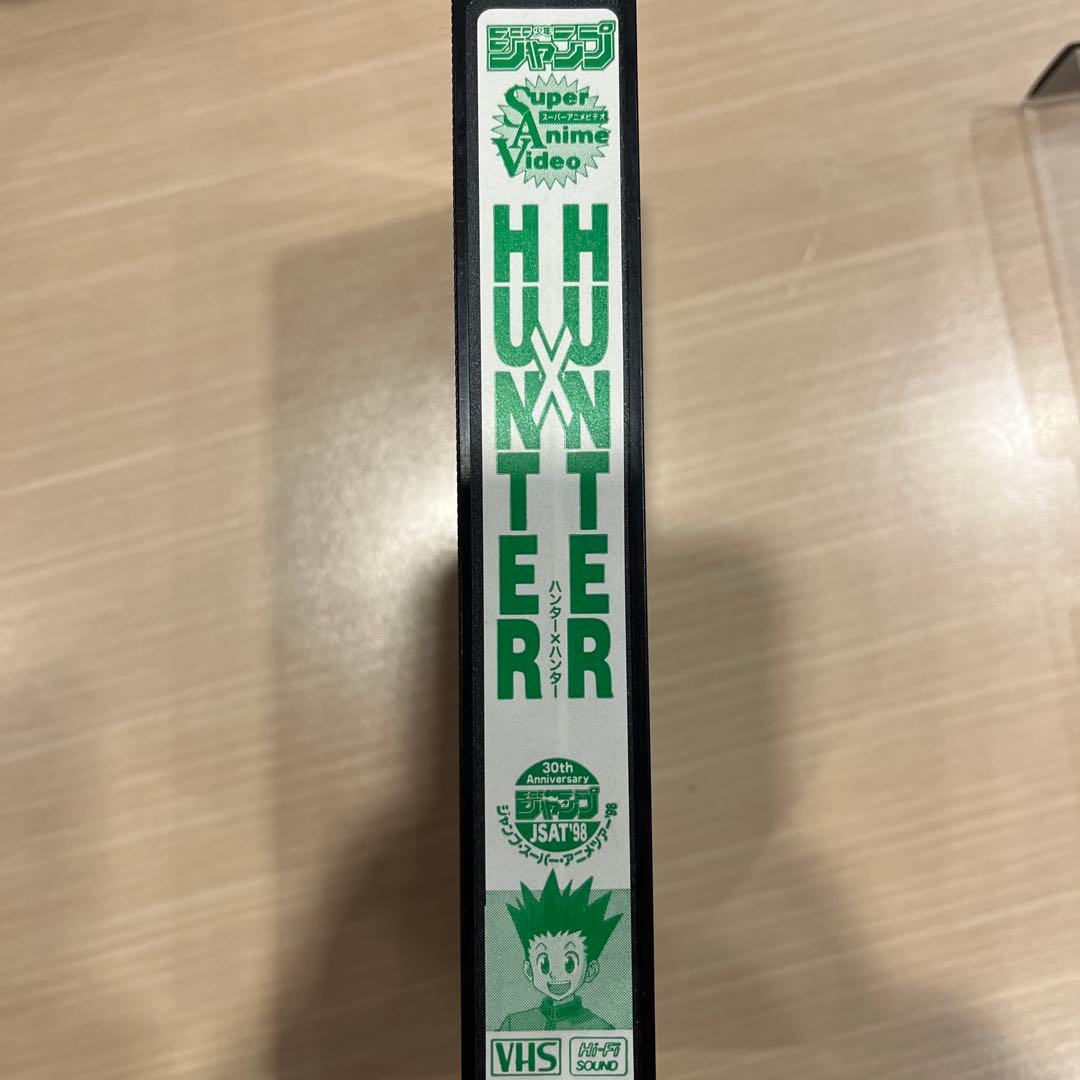 少年
ジャンプ
Super
スーパーアニメビデオ
Anime
Video
HUNTER×HUNTER
ハンター×ハンター
30th
Anniversary
ジャンプ
JSAT'98
ジャンプ・スーパー・アニメツアー'98
VHS
Hi-Fi
SOUND